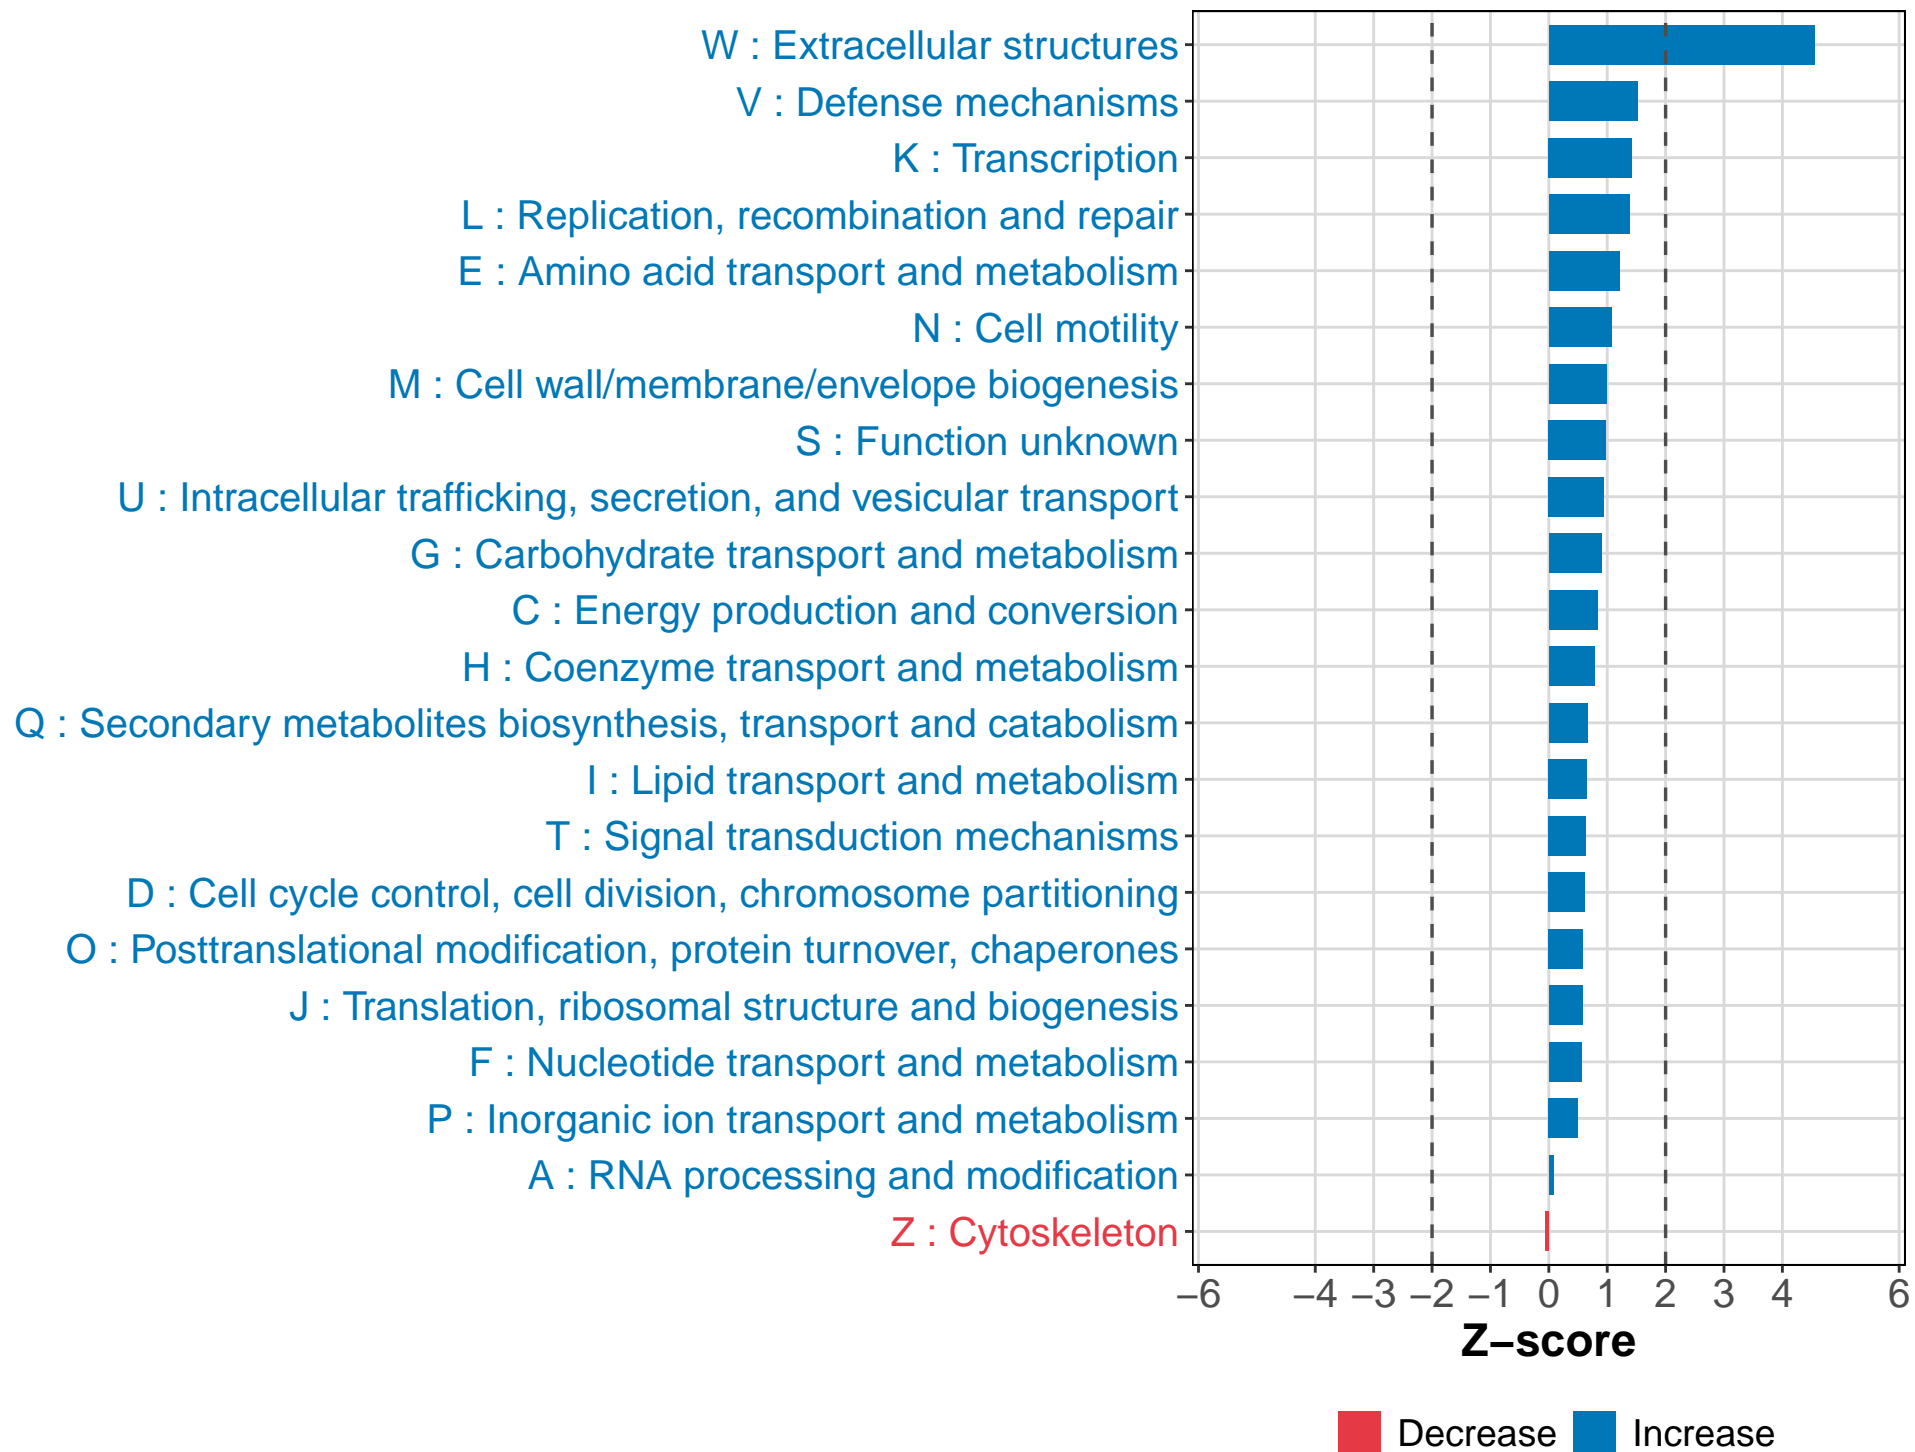 W : Extracellular structures
V : Defense mechanisms
K : Transcription
L : Replication, recombination and repair
E : Amino acid transport and metabolism
N : Cell motility
M : Cell wall/membrane/envelope biogenesis
S : Function unknown
U : Intracellular trafficking, secretion, and vesicular transport
G : Carbohydrate transport and metabolism
C : Energy production and conversion
H : Coenzyme transport and metabolism
Q : Secondary metabolites biosynthesis, transport and catabolism
I : Lipid transport and metabolism
T : Signal transduction mechanisms
D : Cell cycle control, cell division, chromosome partitioning
O : Posttranslational modification, protein turnover, chaperones
J : Translation, ribosomal structure and biogenesis
F : Nucleotide transport and metabolism
P : Inorganic ion transport and metabolism
A : RNA processing and modification
Z : Cytoskeleton
−6 −4 −3 −2 −1 0 1 2 3 4 6
Z−score
Decrease Increase